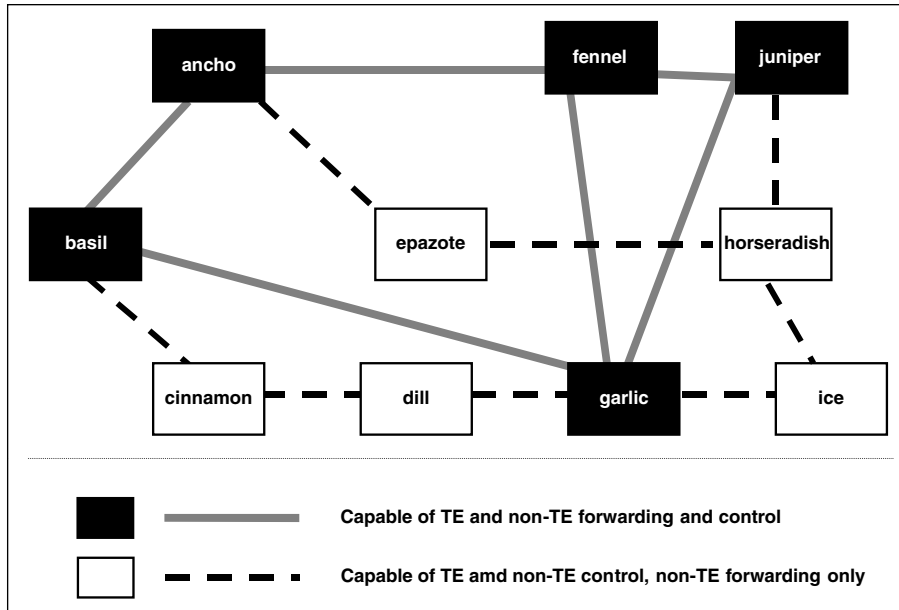 ancho
fennel
juniper
basil
epazote
horseradish
cinnamon
dill
garlic
ice
Capable of TE and non-TE forwarding and control
Capable of TE amd non-TE control, non-TE forwarding only